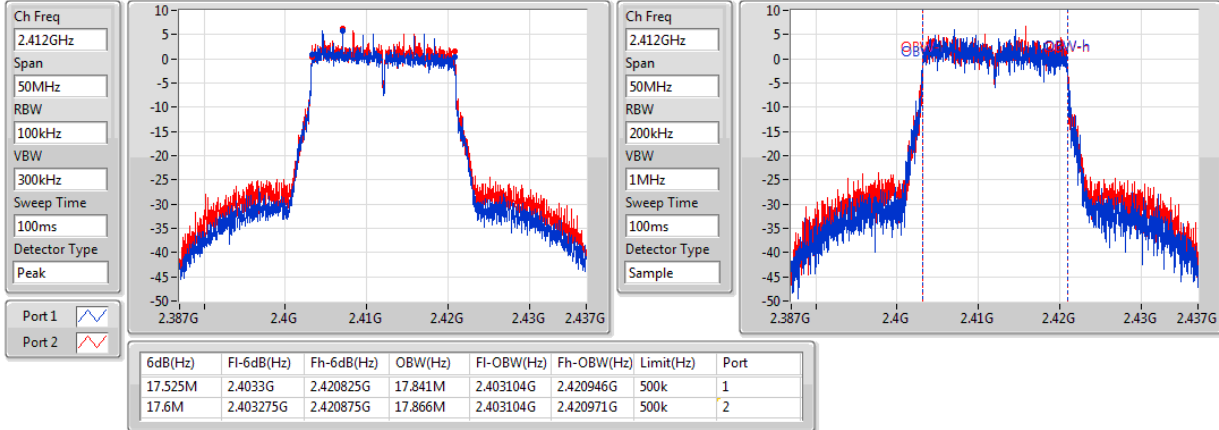 Ch Freq
2.412GHz
Span
50MHz
RBW
100kHz
VBW
300kHz
Sweep Time
100ms
Detector Type
Peak
Port 1
Port 2
10
5
0
-5
-10
-15
-20
-25
-30
-35
-40
-45
-50
2.387G 2.4G 2.41G 2.42G 2.43G 2.437G
Ch Freq
2.412GHz
Span
50MHz
RBW
200kHz
VBW
1MHz
Sweep Time
100ms
Detector Type
Sample
10
5
0
-5
-10
-15
-20
-25
-30
-35
-40
-45
-50
OBW-h
2.387G 2.4G 2.41G 2.42G 2.43G 2.437G
6dB(Hz) Fl-6dB(Hz) Fh-6dB(Hz) OBW(Hz) Fl-OBW(Hz) Fh-OBW(Hz) Limit(Hz) Port
17.525M 2.4033G 2.420825G 17.841M 2.403104G 2.420946G 500k 1
17.6M 2.403275G 2.420875G 17.866M 2.403104G 2.420971G 500k 2